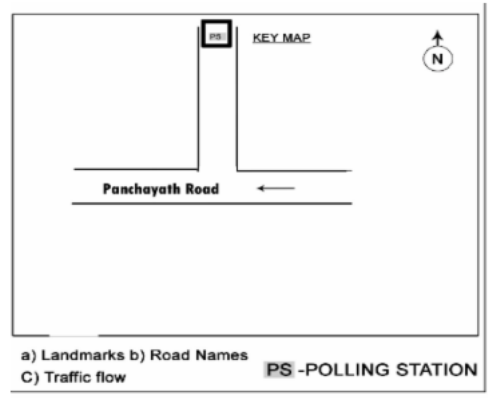 PS KEY MAP
N
Panchayath Road
a) Landmarks b) Road Names
C) Traffic flow
PS -POLLING STATION